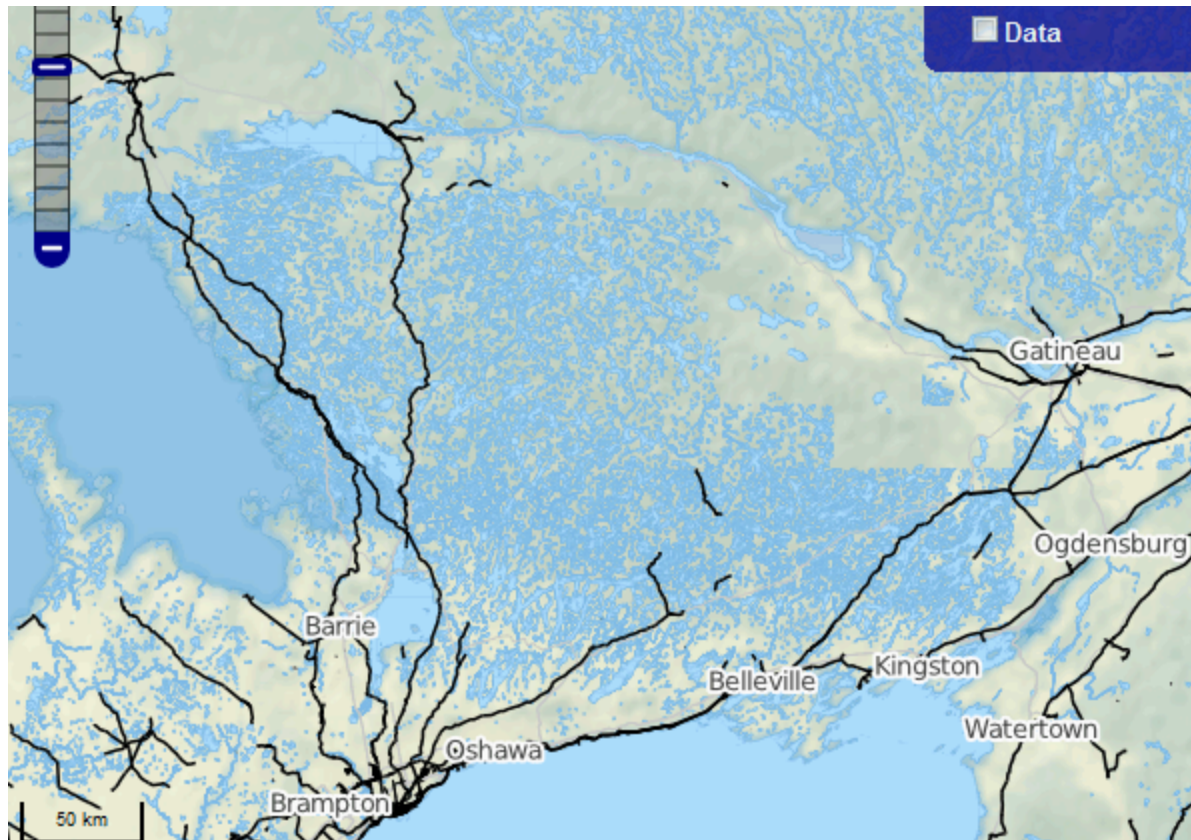 Data
Gatineau
Ogdensburg
Barrie
Belleville
Kingston
Watertown
Oshawa
Brampton
50 km